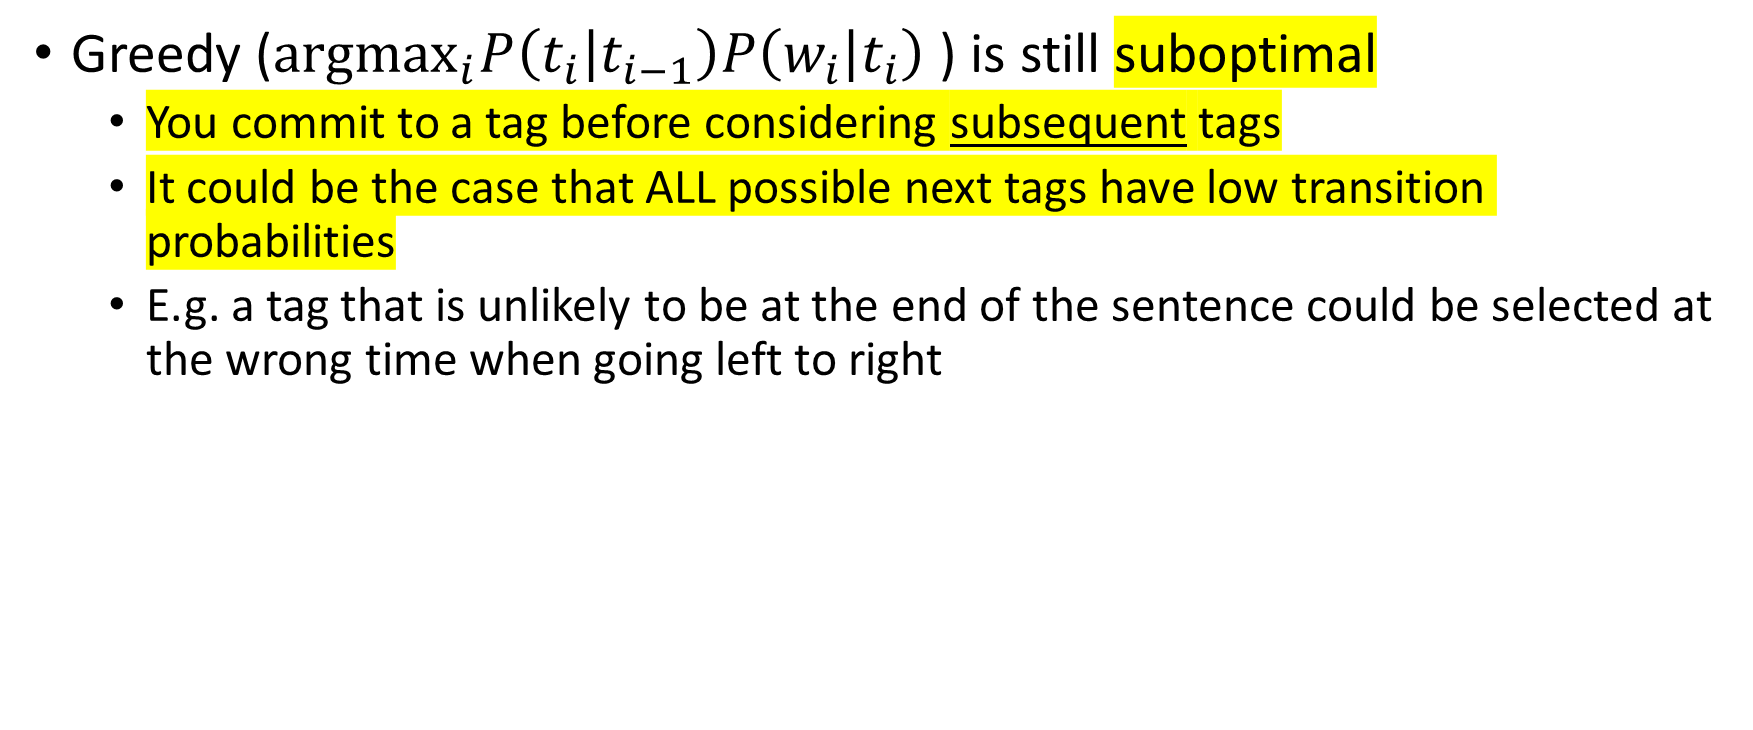 • Greedy (argmaxᵢP(tᵢ|tᵢ₋₁)P(wᵢ|tᵢ) ) is still suboptimal
• You commit to a tag before considering subsequent tags
• It could be the case that ALL possible next tags have low transition
probabilities
• E.g. a tag that is unlikely to be at the end of the sentence could be selected at
the wrong time when going left to right